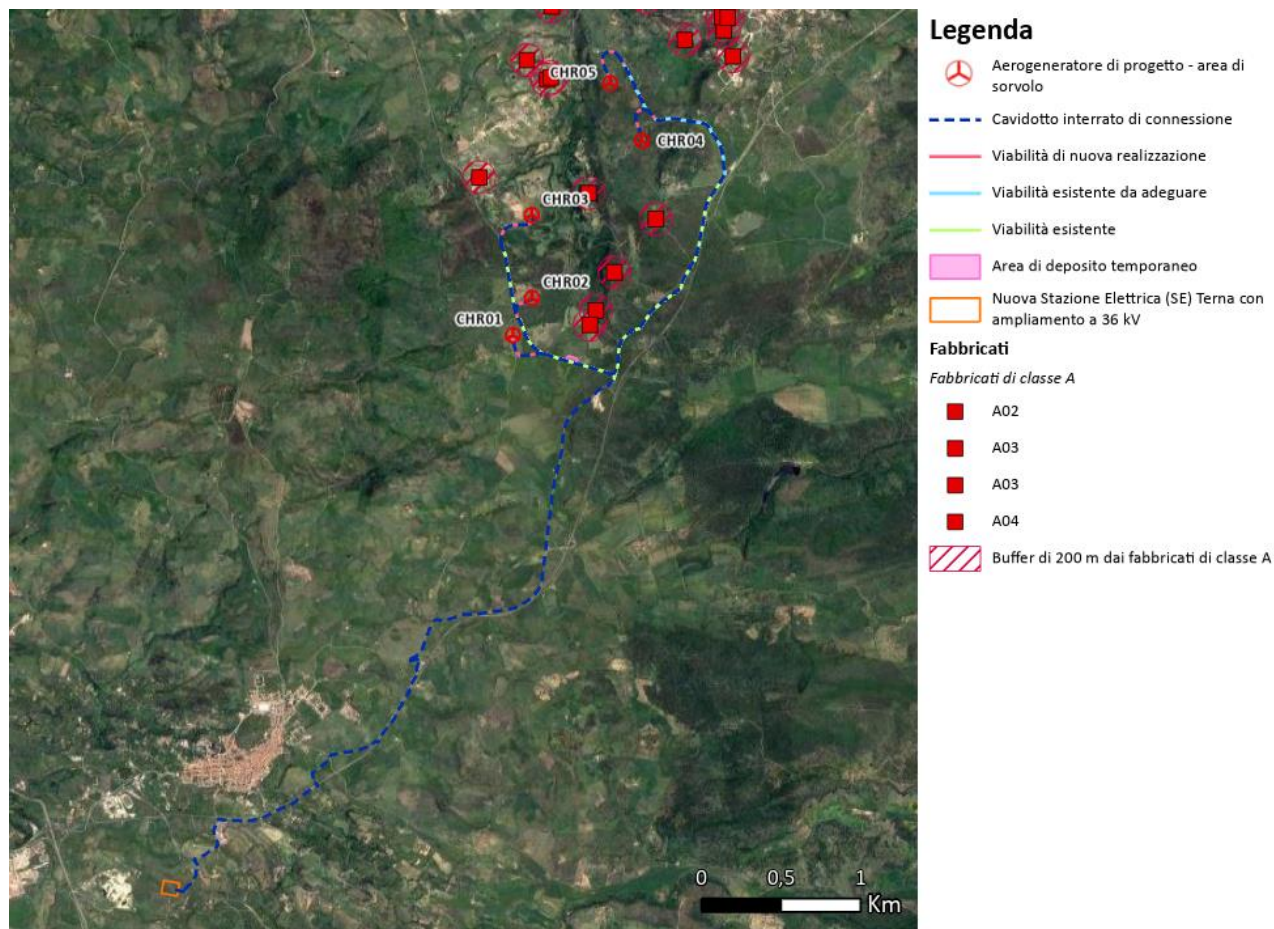 CHR05
CHR04
CHR03
CHR02
CHR01
0 0,5 1
Km
Legenda
Aerogeneratore di progetto - area di
sorvolo
Cavidotto interrato di connessione
Viabilità di nuova realizzazione
Viabilità esistente da adeguare
Viabilità esistente
Area di deposito temporaneo
Nuova Stazione Elettrica (SE) Terna con
ampliamento a 36 kV
Fabbricati
Fabbricati di classe A
A02
A03
A03
A04
Buffer di 200 m dai fabbricati di classe A